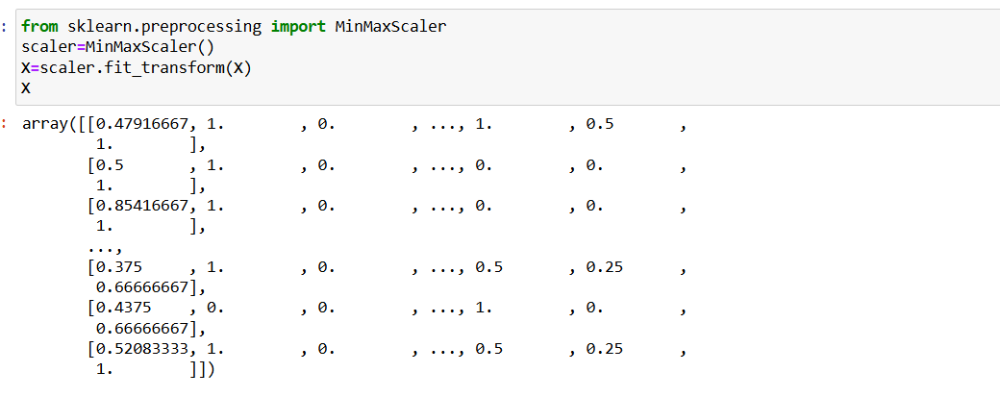 : from sklearn.preprocessing import MinMaxScaler
scaler=MinMaxScaler()
X=scaler.fit_transform(X)
X
: array([[0.47916667, 1.        , 0.        , ..., 1.        , 0.5       ,
        1.        ],
       [0.5       , 1.        , 0.        , ..., 0.        , 0.        ,
        1.        ],
       [0.85416667, 1.        , 0.        , ..., 0.        , 0.        ,
        1.        ],
       ...,
       [0.375     , 1.        , 0.        , ..., 0.5       , 0.25      ,
        0.66666667],
       [0.4375    , 0.        , 0.        , ..., 1.        , 0.        ,
        0.66666667],
       [0.52083333, 1.        , 0.        , ..., 0.5       , 0.25      ,
        1.        ]])